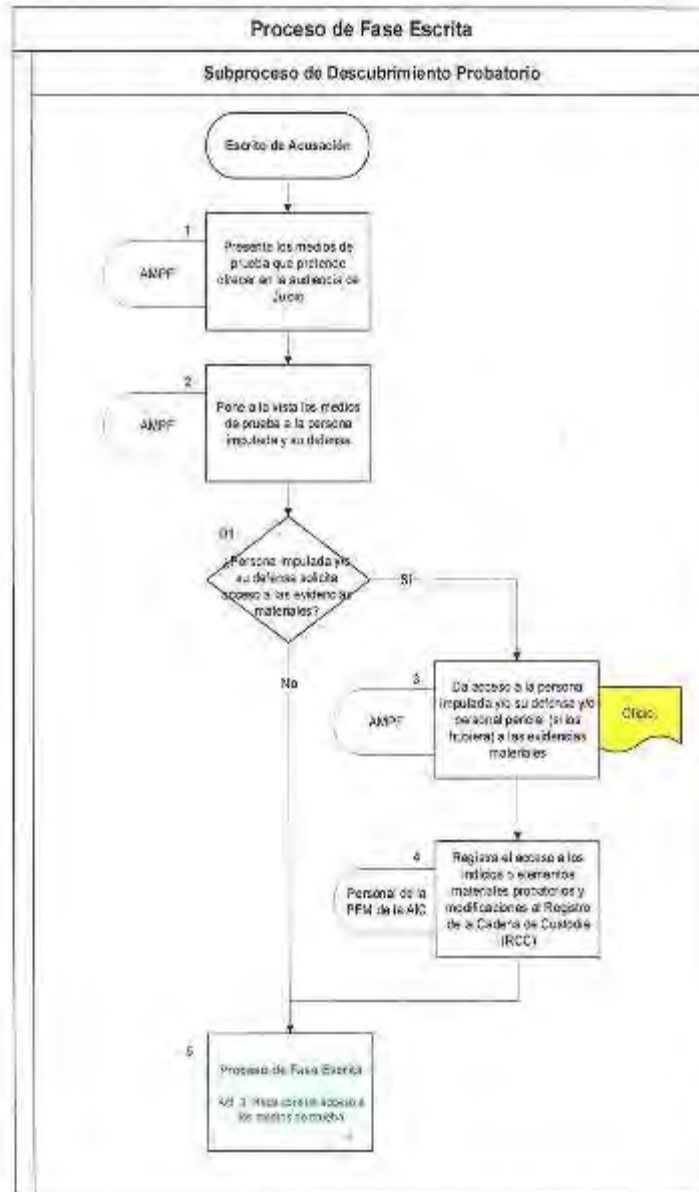 Proceso de Fase Escrita
Subproceso de Descubrimiento Probatorio
Escrito de Acusación
1
AMPF
Presenta los medios de
prueba que pretende
ofrecer en la audiencia de
Juicio
2
AMPF
Pone a la vista los medios
de prueba a la persona
imputada y su defensa
D1
¿Persona imputada y/o
su defensa solicita
acceso a las evidencias
materiales?
Sí
No
3
AMPF
Da acceso a la persona
imputada y/o su defensa y/o
personal pericial (si los
hubiera) a las evidencias
materiales
Oficio
4
Personal de la
PFM de la AIC
Registra el acceso a los
indicios o elementos
materiales probatorios y
modificaciones al Registro
de la Cadena de Custodia
(RCC)
5
Proceso de Fase Escrita
Act. 3 Hace constar acceso a
los medios de prueba